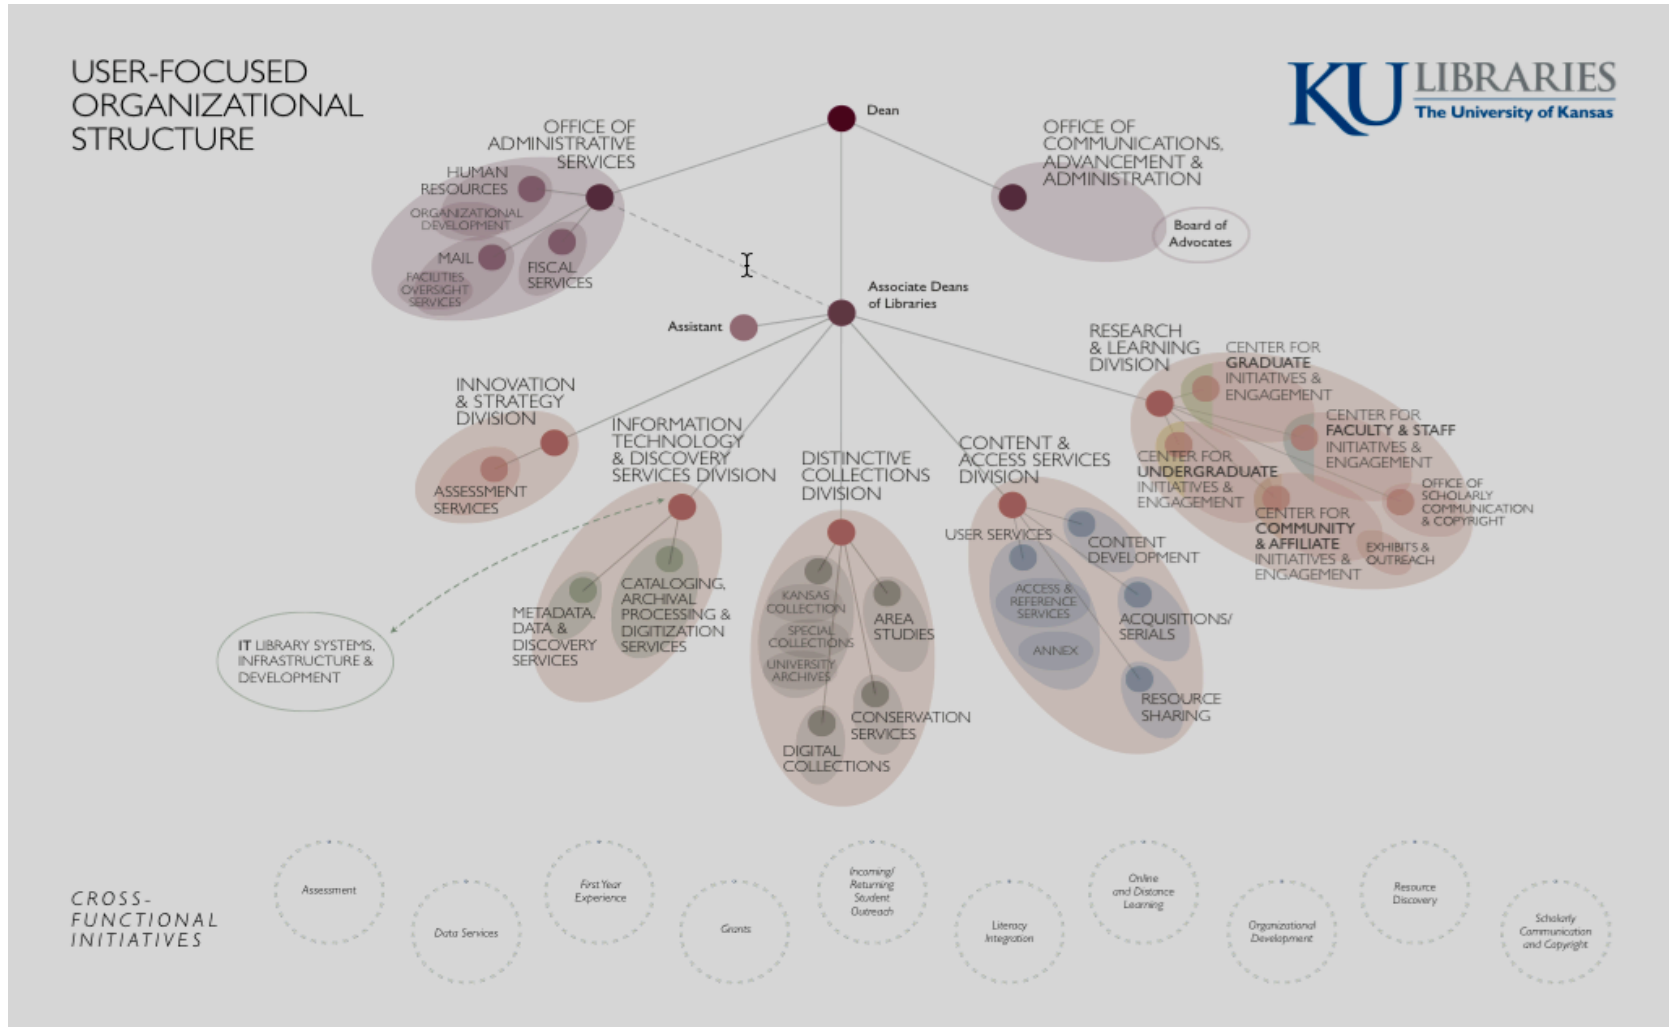 USER-FOCUSED
ORGANIZATIONAL
STRUCTURE
KU LIBRARIES
The University of Kansas
Dean
OFFICE OF
ADMINISTRATIVE
SERVICES
HUMAN
RESOURCES
ORGANIZATIONAL
DEVELOPMENT
MAIL
FACILITIES
OVERSIGHT
SERVICES
FISCAL
SERVICES
OFFICE OF
COMMUNICATIONS,
ADVANCEMENT &
ADMINISTRATION
Board of
Advocates
Associate Deans
of Libraries
Assistant
INNOVATION
& STRATEGY
DIVISION
ASSESSMENT
SERVICES
INFORMATION
TECHNOLOGY
& DISCOVERY
SERVICES DIVISION
METADATA,
DATA &
DISCOVERY
SERVICES
CATALOGING,
ARCHIVAL
PROCESSING &
DIGITIZATION
SERVICES
IT LIBRARY SYSTEMS,
INFRASTRUCTURE &
DEVELOPMENT
DISTINCTIVE
COLLECTIONS
DIVISION
KANSAS
COLLECTION
SPECIAL
COLLECTIONS
UNIVERSITY
ARCHIVES
AREA
STUDIES
CONSERVATION
SERVICES
DIGITAL
COLLECTIONS
CONTENT &
ACCESS SERVICES
DIVISION
USER SERVICES
ACCESS &
REFERENCE
SERVICES
ANNEX
CONTENT
DEVELOPMENT
ACQUISITIONS/
SERIALS
RESOURCE
SHARING
RESEARCH
& LEARNING
DIVISION
CENTER FOR
GRADUATE
INITIATIVES &
ENGAGEMENT
CENTER FOR
FACULTY & STAFF
INITIATIVES &
ENGAGEMENT
CENTER FOR
UNDERGRADUATE
INITIATIVES &
ENGAGEMENT
OFFICE OF
SCHOLARLY
COMMUNICATION
& COPYRIGHT
CENTER FOR
COMMUNITY
& AFFILIATE
INITIATIVES &
ENGAGEMENT
EXHIBITS &
OUTREACH
CROSS-
FUNCTIONAL
INITIATIVES
Assessment
Data Services
First Year
Experience
Grants
Incoming/
Returning
Student
Outreach
Literacy
Integration
Online
and Distance
Learning
Organizational
Development
Resource
Discovery
Scholarly
Communication
and Copyright